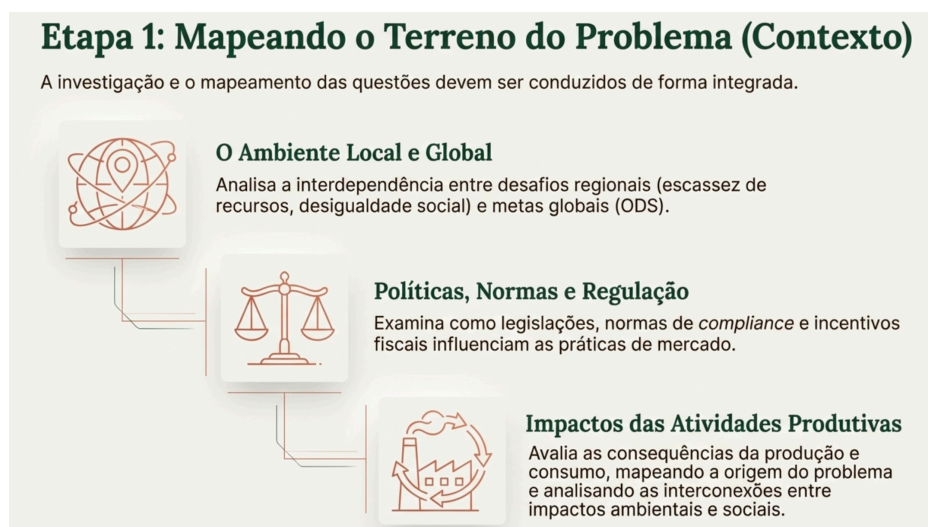 Etapa 1: Mapeando o Terreno do Problema (Contexto)
A investigação e o mapeamento das questões devem ser conduzidos de forma integrada.
O Ambiente Local e Global
Analisa a interdependência entre desafios regionais (escassez de
recursos, desigualdade social) e metas globais (ODS).
Políticas, Normas e Regulação
Examina como legislações, normas de compliance e incentivos
fiscais influenciam as práticas de mercado.
Impactos das Atividades Produtivas
Avalia as consequências da produção e
consumo, mapeando a origem do problema
e analisando as interconexões entre
impactos ambientais e sociais.